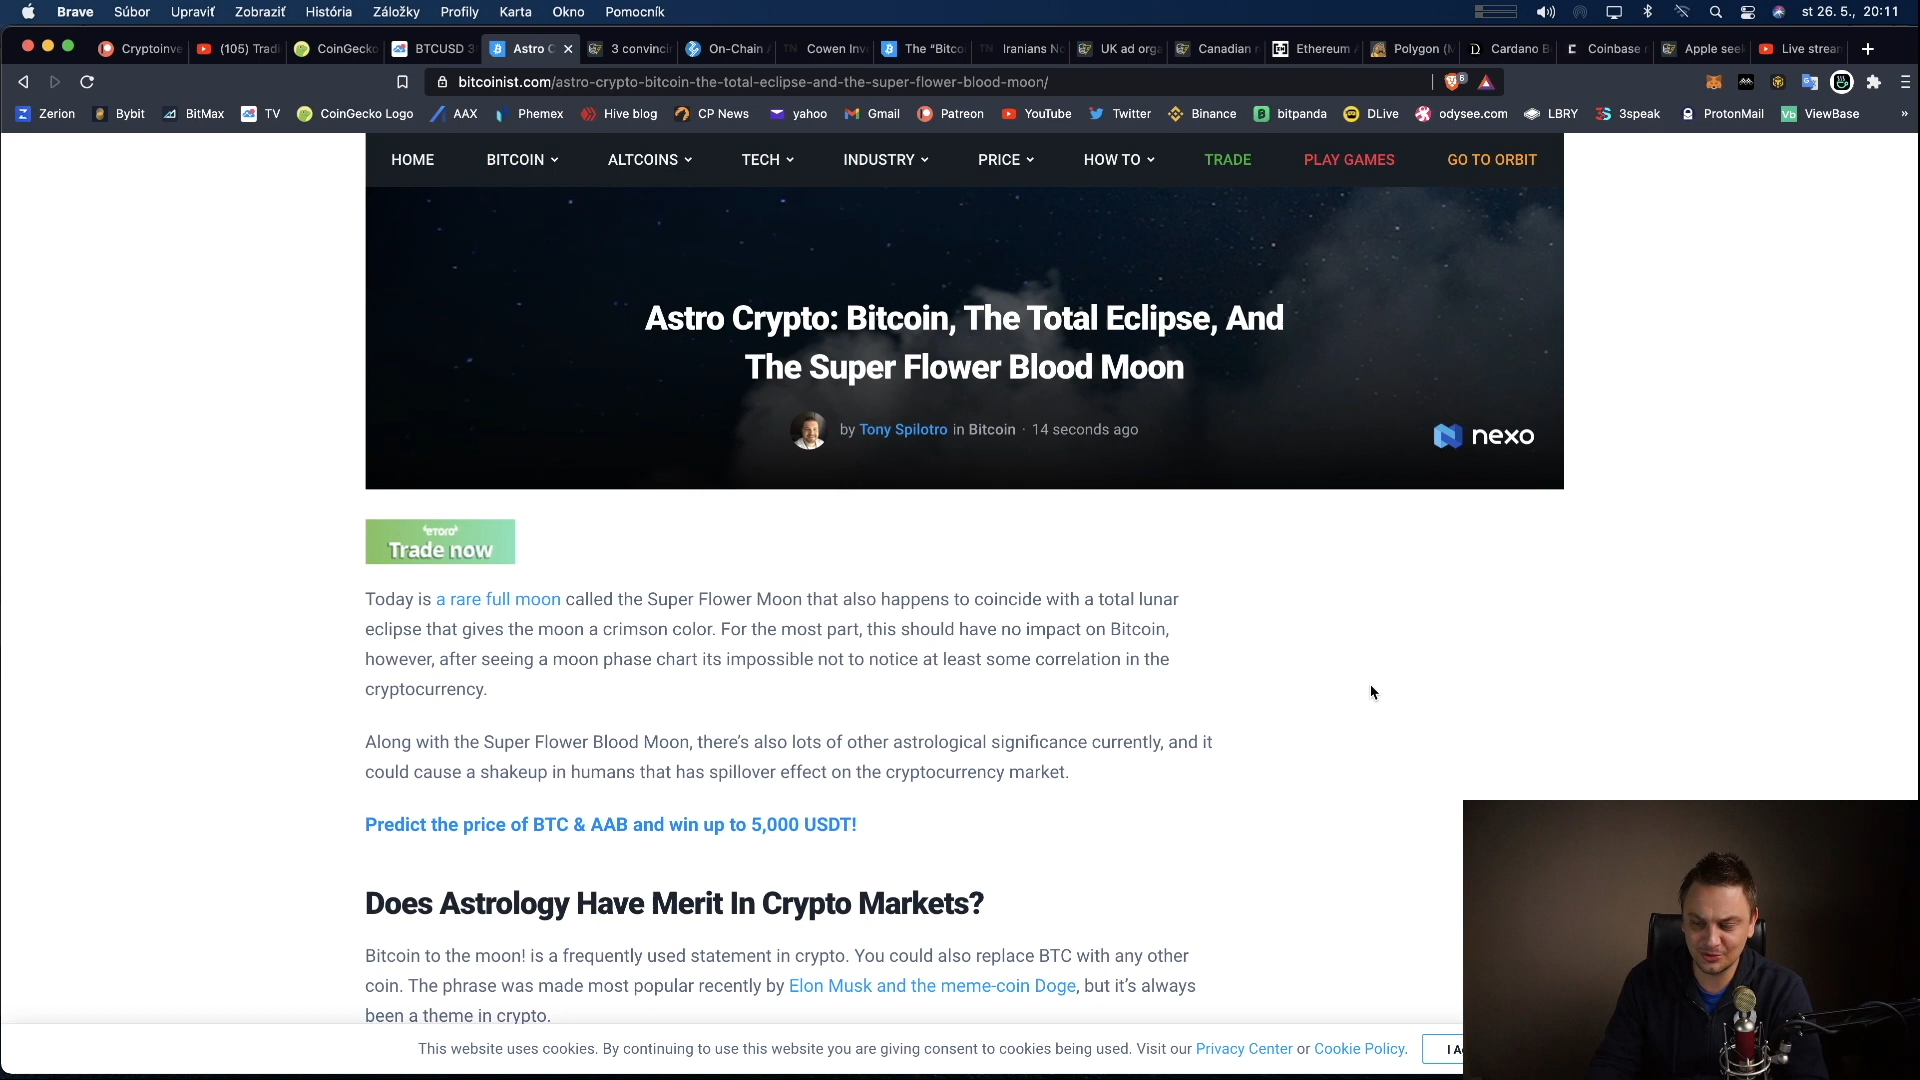 Brave Súbor Upraviť Zobraziť História Záložky Profily Karta Okno Pomocník st 26. 5., 20:11
Cryptoinve (105) Tradi CoinGecko BTCUSD 3 Astro C 3 convinci On-Chain A Cowen Inv The “Bitco Iranians No UK ad orga Canadian r Ethereum A Polygon (M Cardano B Coinbase r Apple seek Live strear
bitcoinist.com/astro-crypto-bitcoin-the-total-eclipse-and-the-super-flower-blood-moon/ 6
Zerion Bybit BitMax TV CoinGecko Logo AAX Phemex Hive blog CP News yahoo Gmail Patreon YouTube Twitter Binance bitpanda DLive odysee.com LBRY 3speak ProtonMail ViewBase »
HOME BITCOIN ALTCOINS TECH INDUSTRY PRICE HOW TO TRADE PLAY GAMES GO TO ORBIT
Astro Crypto: Bitcoin, The Total Eclipse, And
The Super Flower Blood Moon
by Tony Spilotro in Bitcoin · 14 seconds ago
nexo
eToro
Trade now
Today is a rare full moon called the Super Flower Moon that also happens to coincide with a total lunar
eclipse that gives the moon a crimson color. For the most part, this should have no impact on Bitcoin,
however, after seeing a moon phase chart its impossible not to notice at least some correlation in the
cryptocurrency.
Along with the Super Flower Blood Moon, there’s also lots of other astrological significance currently, and it
could cause a shakeup in humans that has spillover effect on the cryptocurrency market.
Predict the price of BTC & AAB and win up to 5,000 USDT!
Does Astrology Have Merit In Crypto Markets?
Bitcoin to the moon! is a frequently used statement in crypto. You could also replace BTC with any other
coin. The phrase was made most popular recently by Elon Musk and the meme-coin Doge, but it’s always
been a theme in crypto.
This website uses cookies. By continuing to use this website you are giving consent to cookies being used. Visit our Privacy Center or Cookie Policy. I A